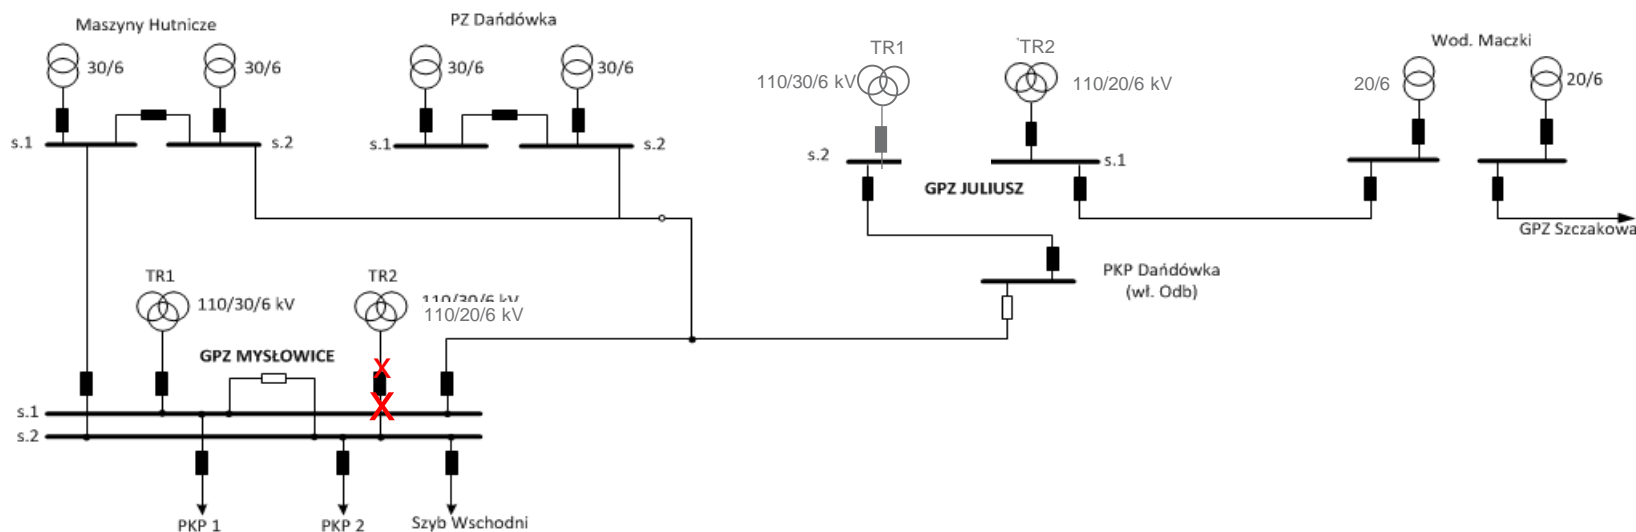 Maszyny Hutnicze
PZ Dańdówka
30/6
30/6
30/6
30/6
s.1
s.2
s.1
s.2
TR1
110/30/6 kV
TR2
110/20/6 kV
Wod. Maczki
20/6
20/6
s.2
s.1
GPZ JULIUSZ
GPZ Szczakowa
PKP Dańdówka
(wł. Odb)
TR1
110/30/6 kV
TR2
110/30/6 kV
110/20/6 kV
GPZ MYSŁOWICE
X
X
s.1
s.2
PKP 1
PKP 2
Szyb Wschodni